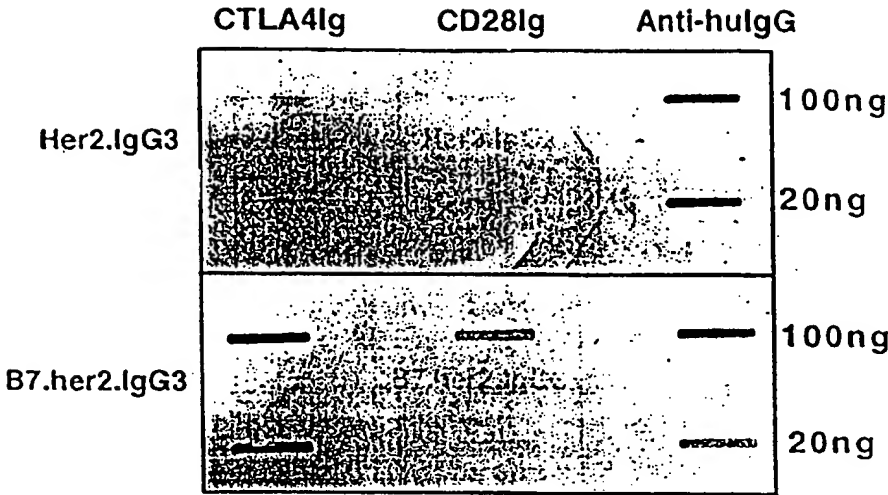 CTLA4Ig CD28Ig Anti-huIgG
100ng
Her2.IgG3
20ng
100ng
B7.her2.IgG3
20ng